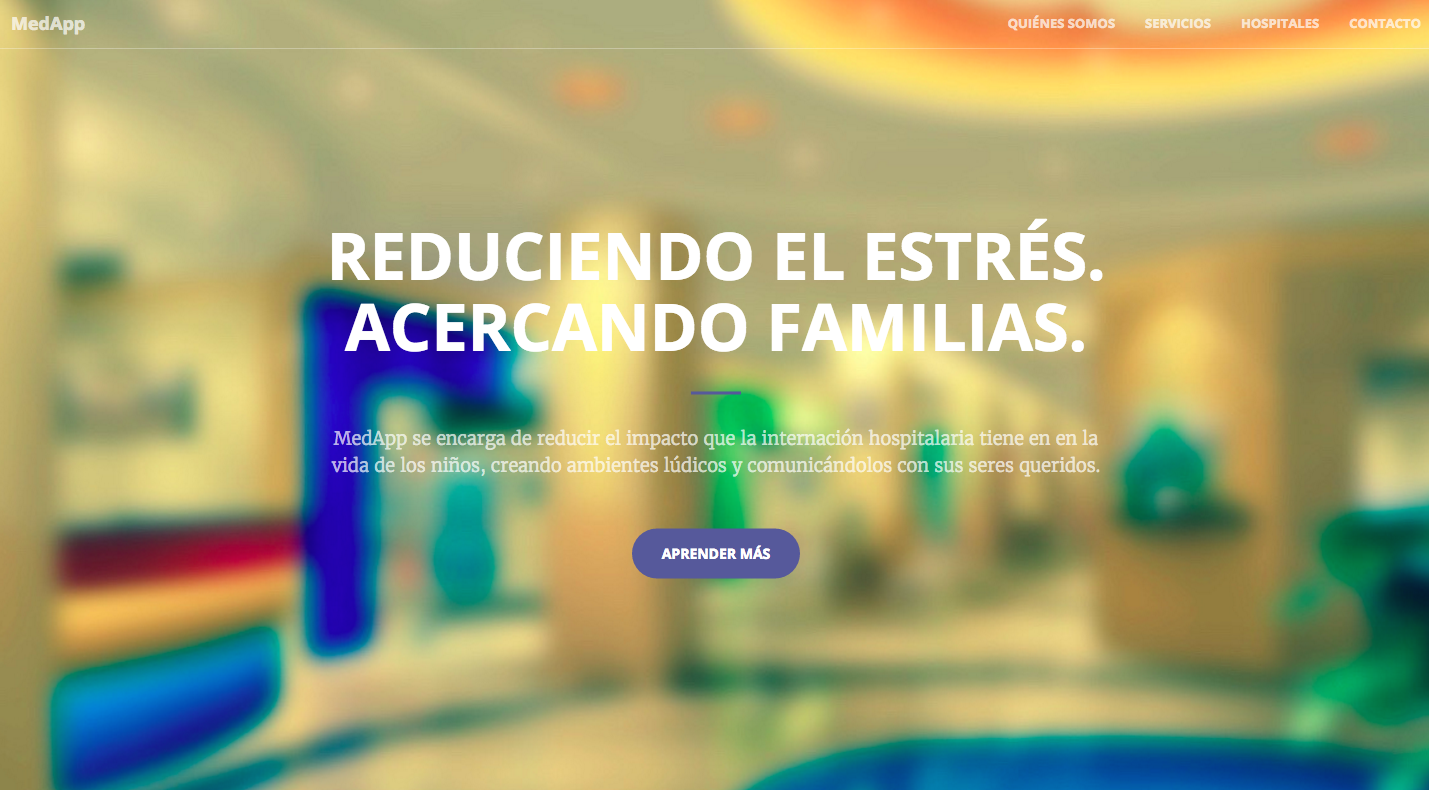 MedApp
QUIÉNES SOMOS SERVICIOS HOSPITALES CONTACTO
REDUCIENDO EL ESTRÉS.
ACERCANDO FAMILIAS.
MedApp se encarga de reducir el impacto que la internación hospitalaria tiene en en la
vida de los niños, creando ambientes lúdicos y comunicándolos con sus seres queridos.
APRENDER MÁS